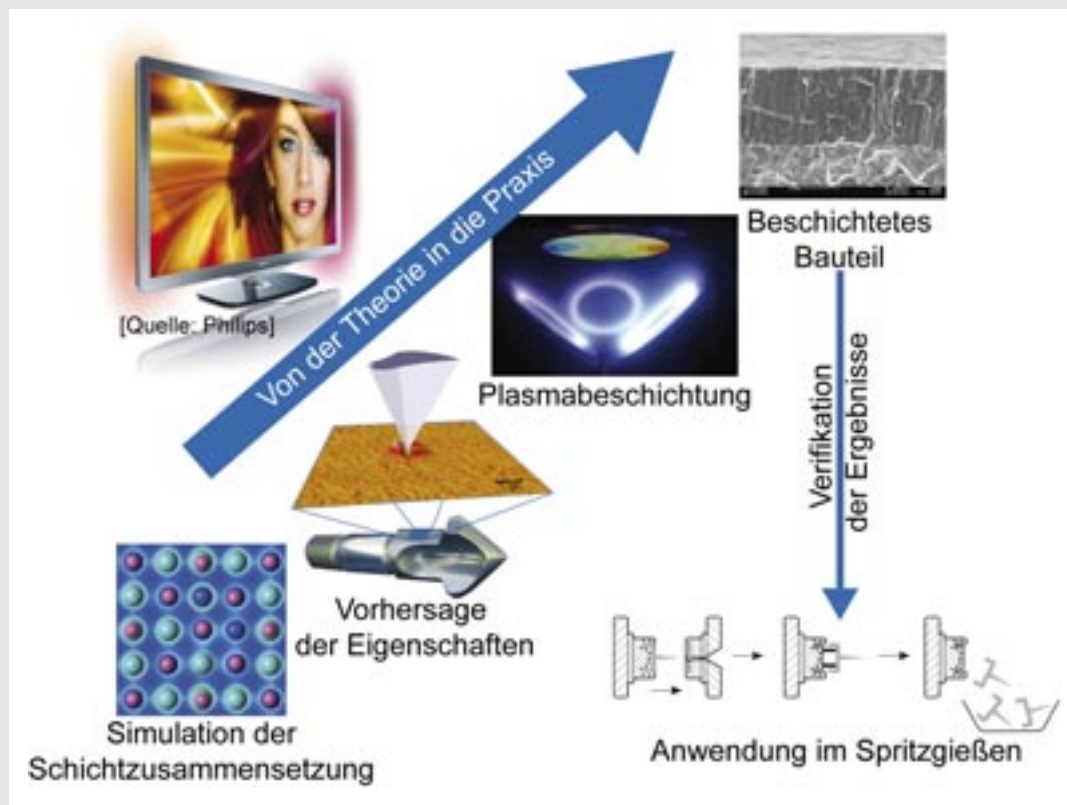 [Quelle: Philips]
Von der Theorie in die Praxis
Beschichtetes
Bauteil
Plasmabeschichtung
Verifikation
der Ergebnisse
Vorhersage
der Eigenschaften
Simulation der
Schichtzusammensetzung
Anwendung im Spritzgießen